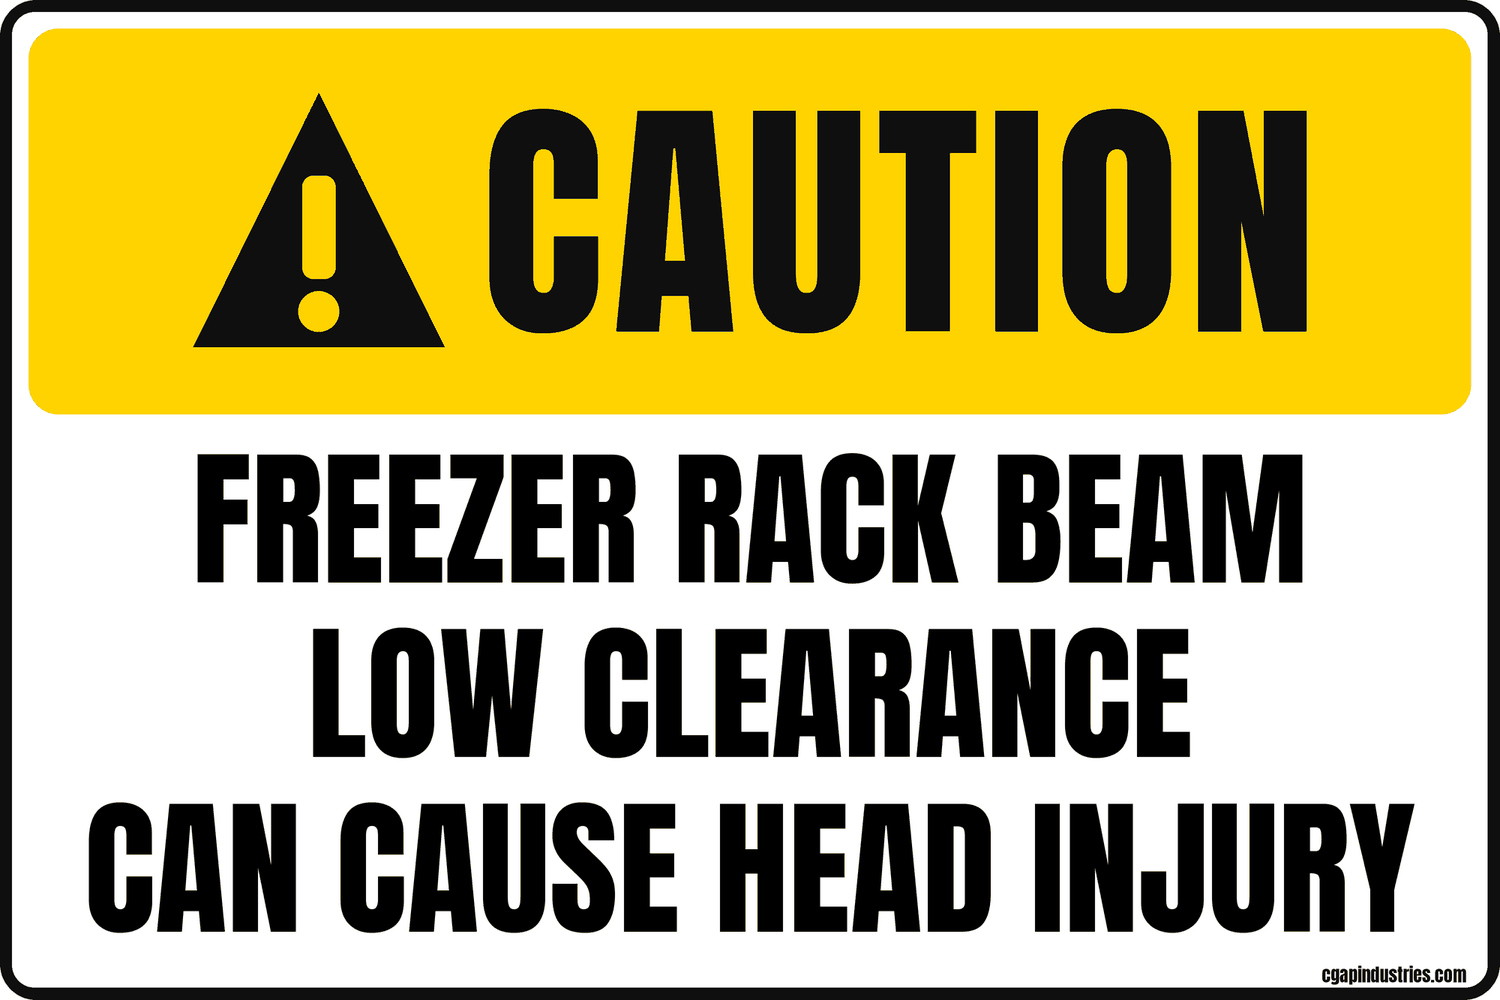 CAUTION
FREEZER RACK BEAM
LOW CLEARANCE
CAN CAUSE HEAD INJURY
cgapindustries.com